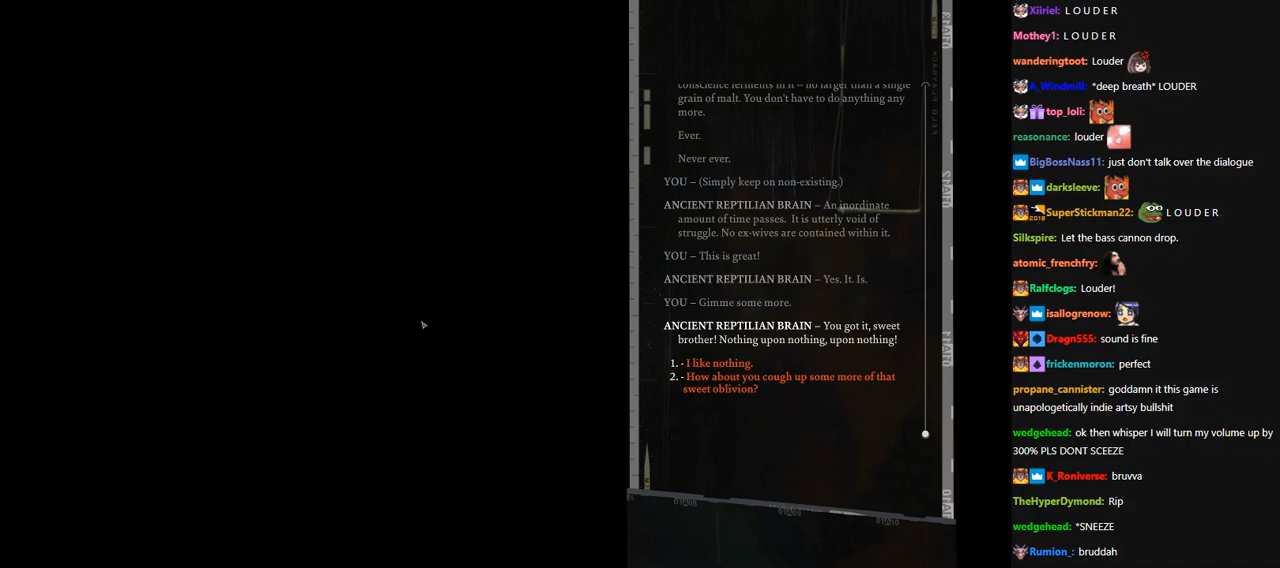 conscience ferments in it – no larger than a single
grain of malt. You don't have to do anything any
more.
Ever.
Never ever.
YOU – (Simply keep on non-existing.)
ANCIENT REPTILIAN BRAIN – An inordinate
amount of time passes. It is utterly void of
struggle. No ex-wives are contained within it.
YOU – This is great!
ANCIENT REPTILIAN BRAIN – Yes. It. Is.
YOU – Gimme some more.
ANCIENT REPTILIAN BRAIN – You got it, sweet
brother! Nothing upon nothing, upon nothing!
1. - I like nothing.
2. - How about you cough up some more of that
sweet oblivion?
Xiiriel: L O U D E R
Mothey1: L O U D E R
wanderingtoot: Louder
A_Windmill: *deep breath* LOUDER
top_loli:
reasonance: louder
BigBossNass11: just don't talk over the dialogue
darksleeve:
SuperStickman22: L O U D E R
Silkspire: Let the bass cannon drop.
atomic_frenchfry:
Ralfclogs: Louder!
isallogrenow:
Dragn555: sound is fine
frickenmoron: perfect
propane_cannister: goddamn it this game is
unapologetically indie artsy bullshit
wedgehead: ok then whisper I will turn my volume up by
300% PLS DONT SCEEZE
K_Roniverse: bruvva
TheHyperDymond: Rip
wedgehead: *SNEEZE
Rumion_: bruddah